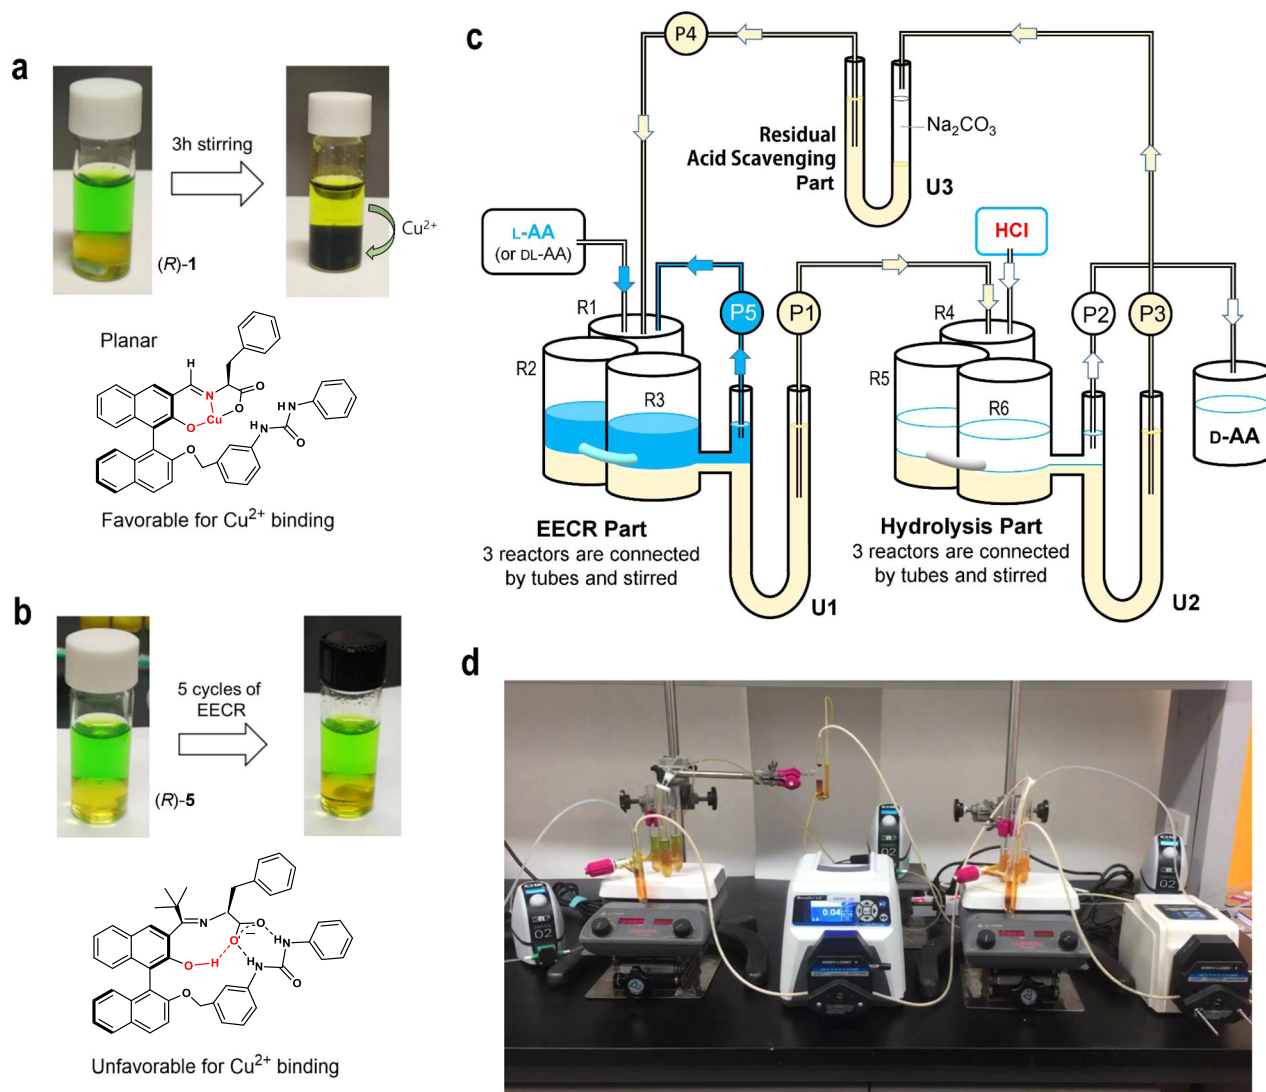 a
3h stirring
(R)-1
Cu²⁺
Planar
H
N
O
O
Cu
O
H
N
H
N
O
O
Favorable for Cu²⁺ binding
b
5 cycles of
EECR
(R)-5
N
O
O
H
O
H
N
HN
O
O
Unfavorable for Cu²⁺ binding
c
P4
Na₂CO₃
Residual
Acid Scavenging
Part
U3
L-AA
(or DL-AA)
HCl
R1
R2
R3
P5
P1
R4
R5
R6
P2
P3
D-AA
EECR Part
3 reactors are connected
by tubes and stirred
U1
Hydrolysis Part
3 reactors are connected
by tubes and stirred
U2
d
02
0.04
02
02